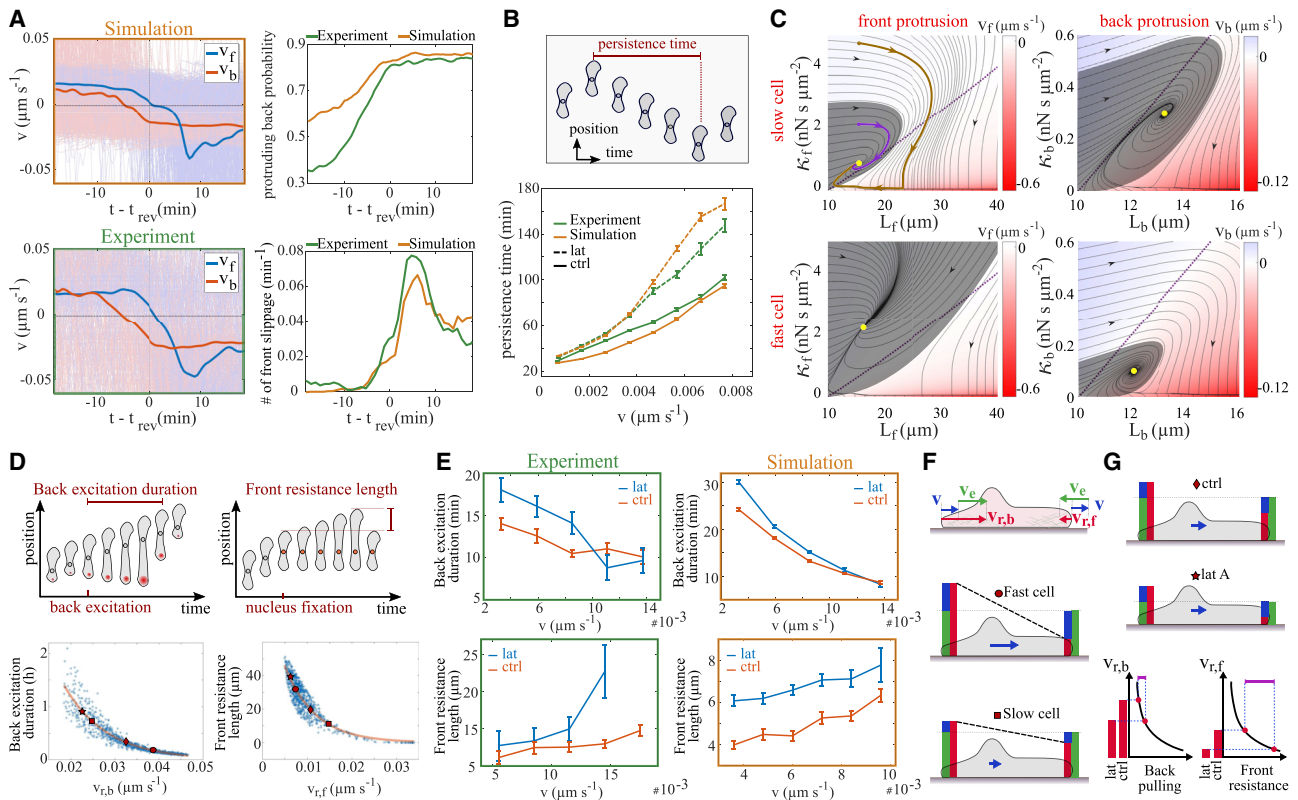 A
Simulation
0.05
0
-0.05
v (μm s⁻¹)
v_f
v_b
-10 0 10
t - t_rev(min)
Experiment Simulation
0.9
0.7
0.5
0.3
protruding back probability
-10 0 10
t - t_rev(min)
Experiment
0.05
0
-0.05
v (μm s⁻¹)
v_f
v_b
-10 0 10
t - t_rev(min)
Experiment Simulation
0.08
0.06
0.04
0.02
0
# of front slippage (min⁻¹)
-10 0 10
t - t_rev(min)
B
persistence time
position
time
180
140
100
60
20
persistence time (min)
Experiment
Simulation
lat
ctrl
0 0.002 0.004 0.006 0.008
v (μm s⁻¹)
C
front protrusion
v_f (μm s⁻¹)
back protrusion
v_b (μm s⁻¹)
slow cell
κ_f (nN s μm⁻²)
4
2
0
10 20 30 40
L_f (μm)
0
-0.6
κ_b (nN s μm⁻²)
0.6
0.4
0.2
0
10 12 14 16
L_b (μm)
0
-0.12
fast cell
v_f (μm s⁻¹)
v_b (μm s⁻¹)
κ_f (nN s μm⁻²)
4
2
0
10 20 30 40
L_f (μm)
0
-0.6
κ_b (nN s μm⁻²)
0.6
0.4
0.2
0
10 12 14 16
L_b (μm)
0
-0.12
D
Back excitation duration
position
back excitation
time
Front resistance length
position
nucleus fixation
time
Back excitation
duration (h)
2
1
0
0.02 0.03 0.04 0.05
v_r,b (μm s⁻¹)
Front resistance
length (μm)
50
40
20
0
0 0.01 0.02 0.03
v_r,f (μm s⁻¹)
E
Experiment
Simulation
Back excitation
duration (min)
20
15
10
5
lat
ctrl
2 6 10 14
v (μm s⁻¹) #10⁻³
Back excitation
duration (min)
30
20
10
lat
ctrl
2 6 10 14
v (μm s⁻¹) #10⁻³
Front resistance
length (μm)
25
20
15
10
lat
ctrl
5 10 15
v (μm s⁻¹) #10⁻³
Front resistance
length (μm)
8
6
4
lat
ctrl
4 6 8 10
v (μm s⁻¹) #10⁻³
F
v
v_e
v_r,b
v_e
v
v_r,f
Fast cell
Slow cell
G
ctrl
lat A
v_r,b
lat
ctrl
Back
pulling
v_r,f
lat
ctrl
Front
resistance